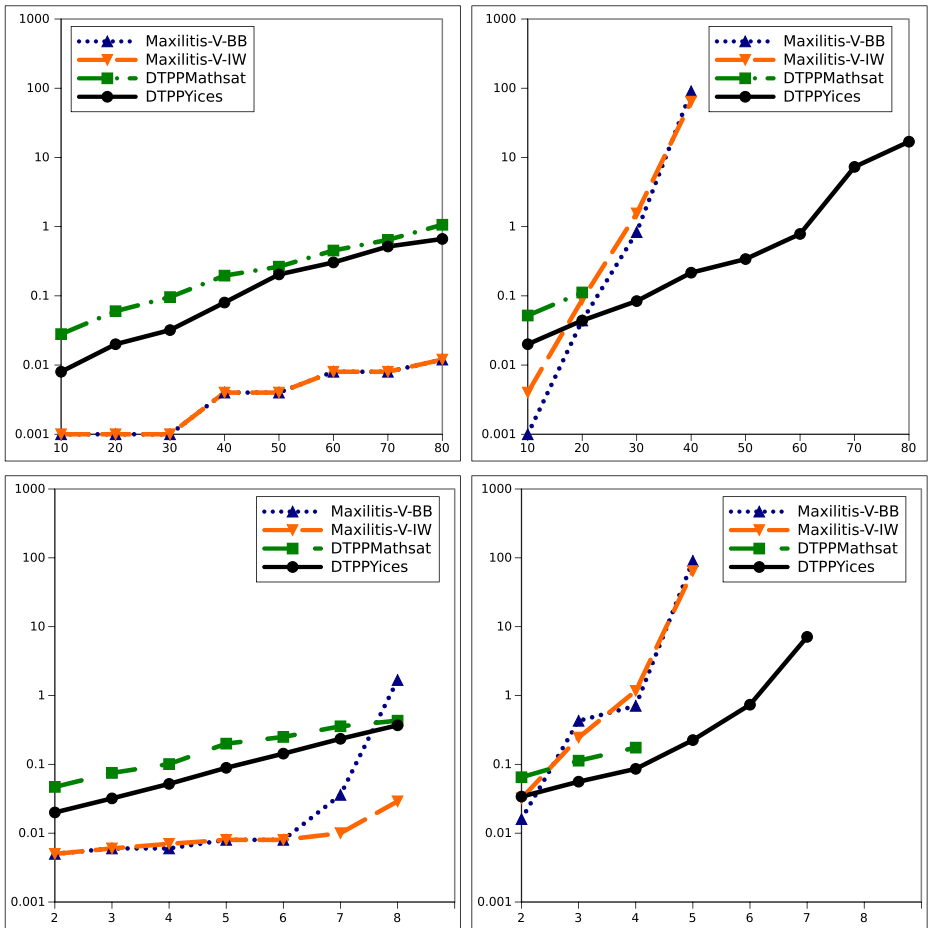 1000
100
10
1
0.1
0.01
0.001
10 20 30 40 50 60 70 80
Maxilitis-V-BB
Maxilitis-V-IW
DTPPMathsat
DTPPYices
1000
100
10
1
0.1
0.01
0.001
10 20 30 40 50 60 70 80
Maxilitis-V-BB
Maxilitis-V-IW
DTPPMathsat
DTPPYices
1000
100
10
1
0.1
0.01
0.001
2 3 4 5 6 7 8
Maxilitis-V-BB
Maxilitis-V-IW
DTPPMathsat
DTPPYices
1000
100
10
1
0.1
0.01
0.001
2 3 4 5 6 7 8
Maxilitis-V-BB
Maxilitis-V-IW
DTPPMathsat
DTPPYices